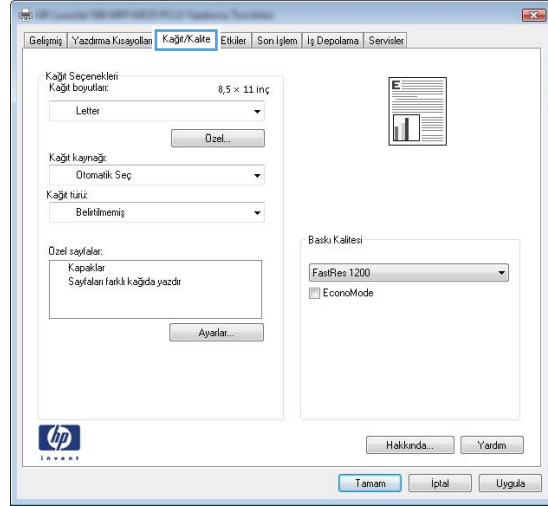 Gelişmiş Yazdırma Kısayolları Kağıt/Kalite Etkiler Son İşlem İş Depolama Servisler
Kağıt Seçenekleri
Kağıt boyutları: 8,5 × 11 inç
Letter
Özel...
Kağıt kaynağı:
Otomatik Seç
Kağıt türü:
Belirtilmemiş
Özel sayfalar:
Kapaklar
Sayfaları farklı kağıda yazdır
Ayarlar...
E
Baskı Kalitesi
FastRes 1200
EconoMode
hp
invent
Hakkında... Yardım
Tamam İptal Uygula